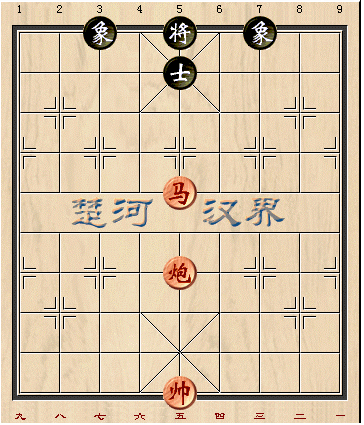 1 2 3 4 5 6 7 8 9
象 将 象
士
马
楚河 汉界
炮
帅
九 八 七 六 五 四 三 二 一